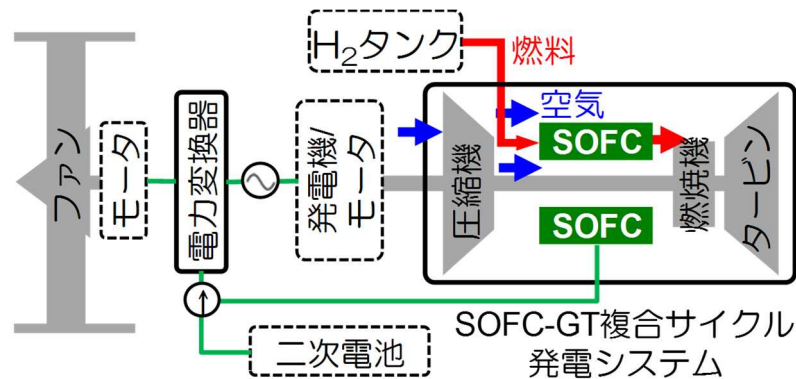 H₂タンク
燃料
空気
SOFC
ファン
モータ
電力変換器
発電機/
モータ
圧縮機
燃焼機
タービン
SOFC
二次電池
SOFC-GT複合サイクル
発電システム